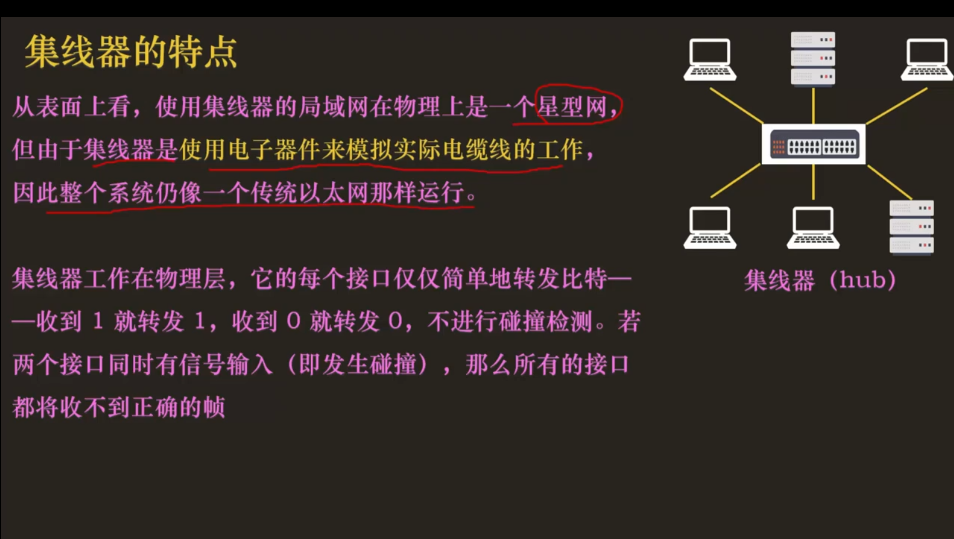 集线器的特点
从表面上看，使用集线器的局域网在物理上是一个星型网，
但由于集线器是使用电子器件来模拟实际电缆线的工作，
因此整个系统仍像一个传统以太网那样运行。
集线器工作在物理层，它的每个接口仅仅简单地转发比特—
—收到 1 就转发 1，收到 0 就转发 0，不进行碰撞检测。若
两个接口同时有信号输入（即发生碰撞），那么所有的接口
都将收不到正确的帧
集线器（hub）